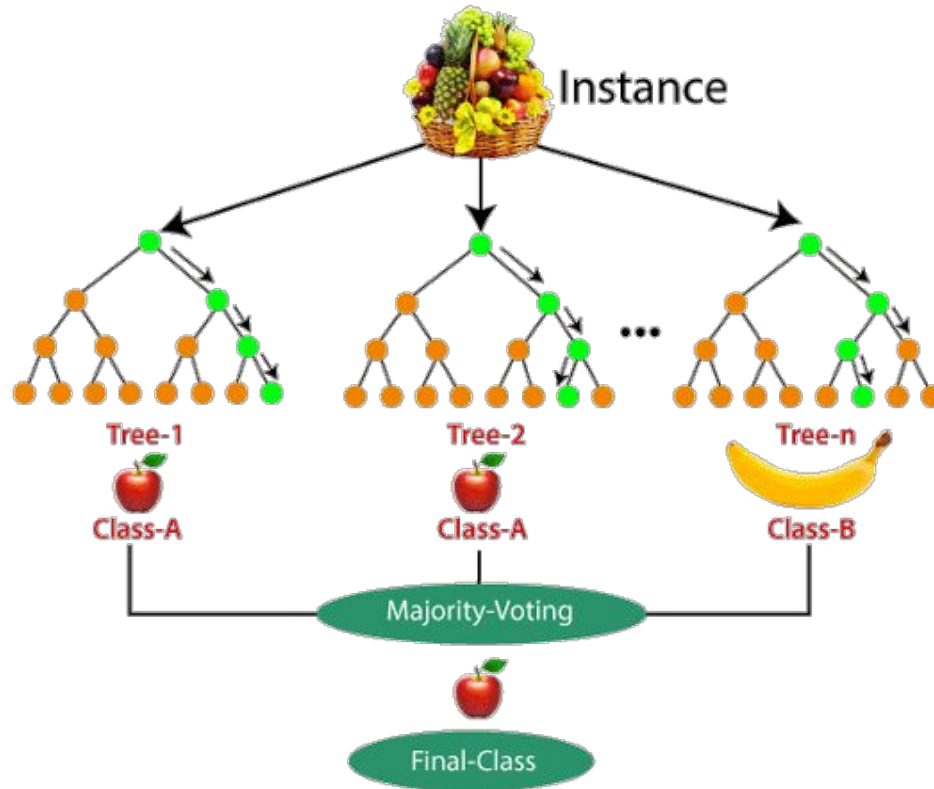 Instance
...
Tree-1
Tree-2
Tree-n
Class-A
Class-A
Class-B
Majority-Voting
Final-Class